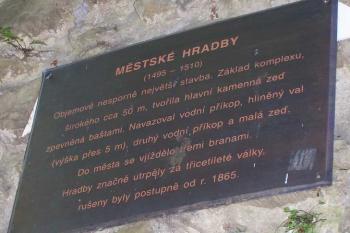 MĚSTSKÉ HRADBY
(1495 – 1510)
Objemově nesporně největší stavba. Základ komplexu,
širokého cca 50 m, tvořila hlavní kamenná zeď
zpevněná baštami. Navazoval vodní příkop, hliněný val
(výška přes 5 m), druhý vodní příkop a malá zeď.
Do města se vjíždělo třemi branami.
Hradby značně utrpěly za třicetileté války,
rušeny byly postupně od r. 1865.